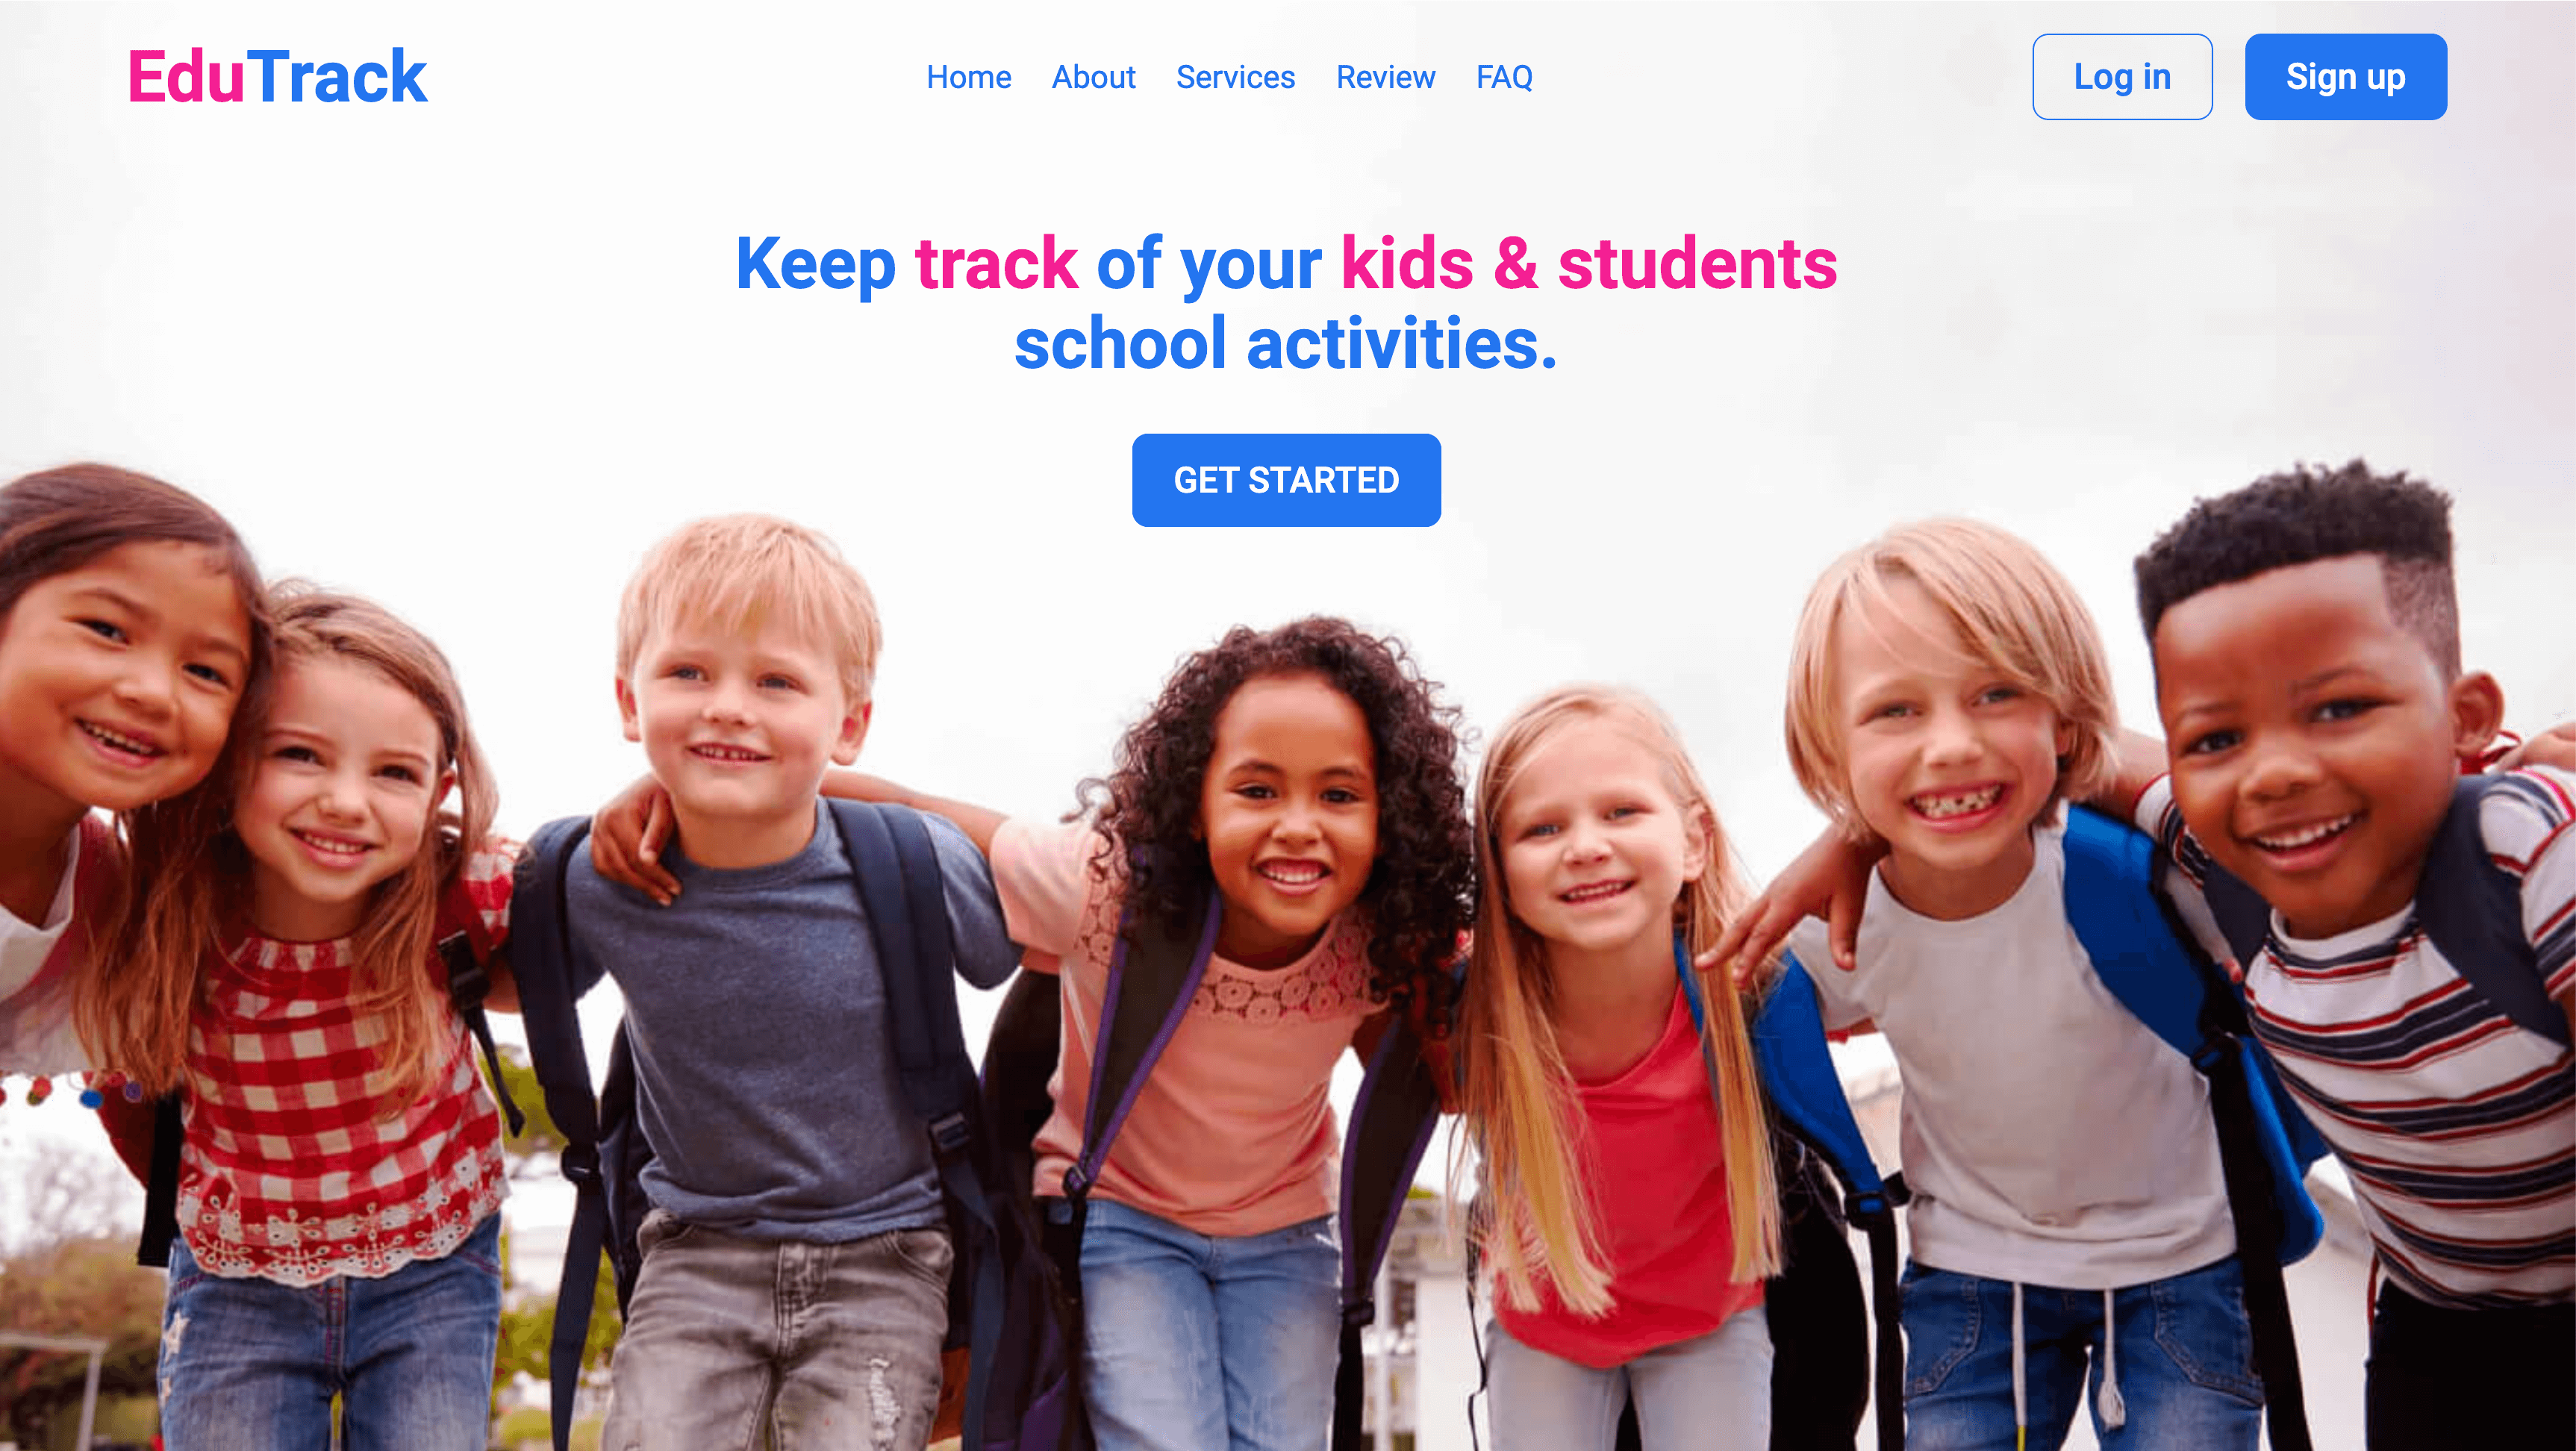 EduTrack
Home About Services Review FAQ
Log in
Sign up
Keep track of your kids & students
school activities.
GET STARTED